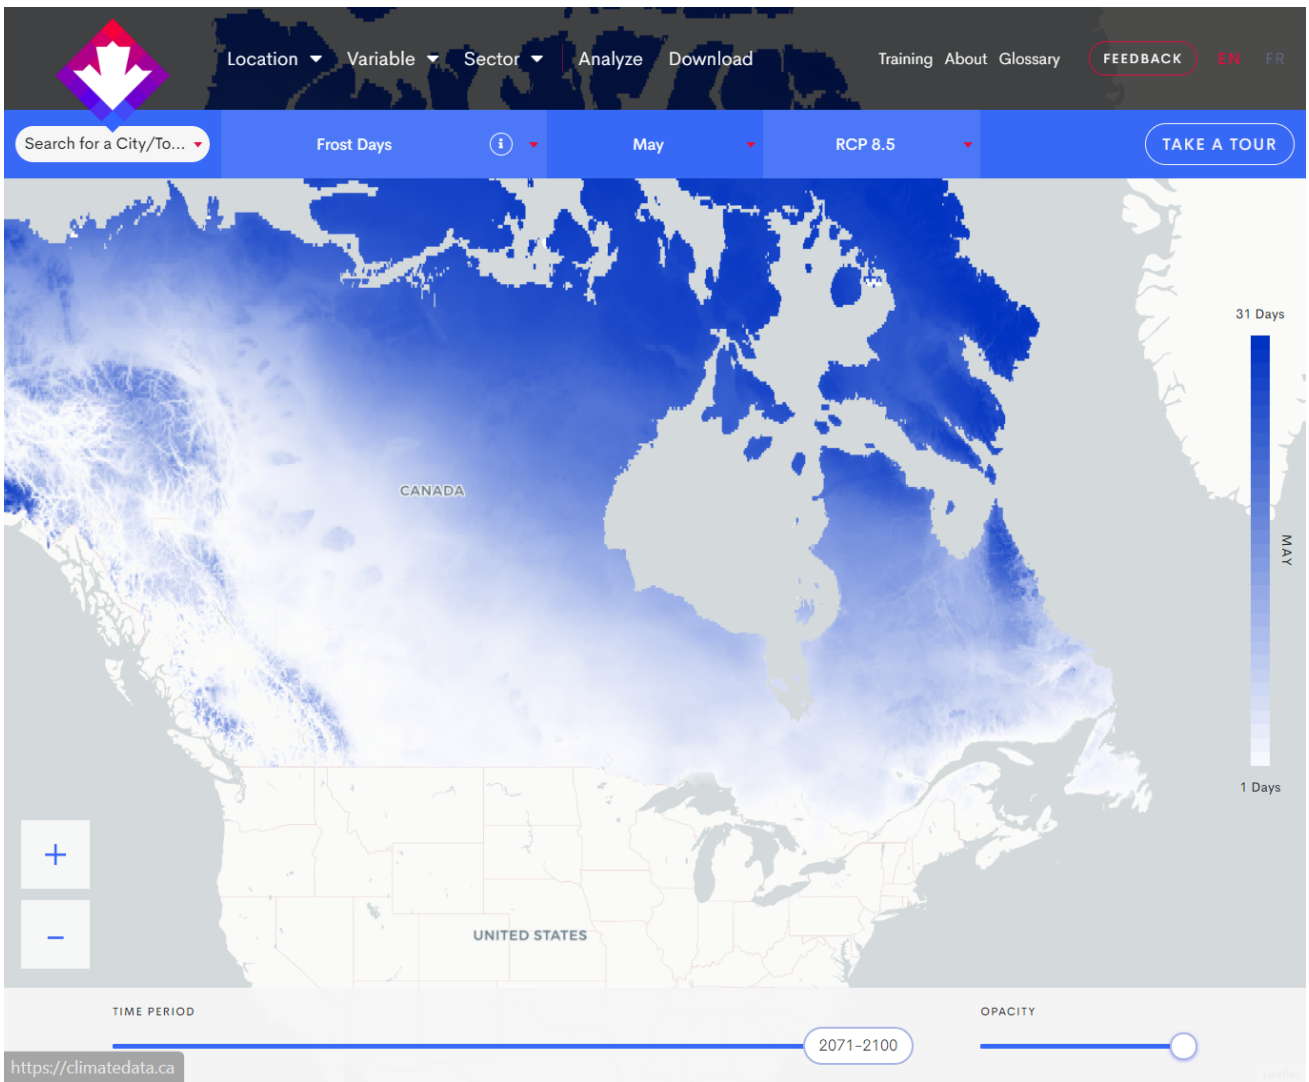 Location Variable Sector Analyze Download Training About Glossary FEEDBACK EN FR
Search for a City/To... Frost Days i May RCP 8.5 TAKE A TOUR
31 Days
CANADA
MAY
1 Days
+
−
UNITED STATES
TIME PERIOD OPACITY
2071-2100
https://climatedata.ca